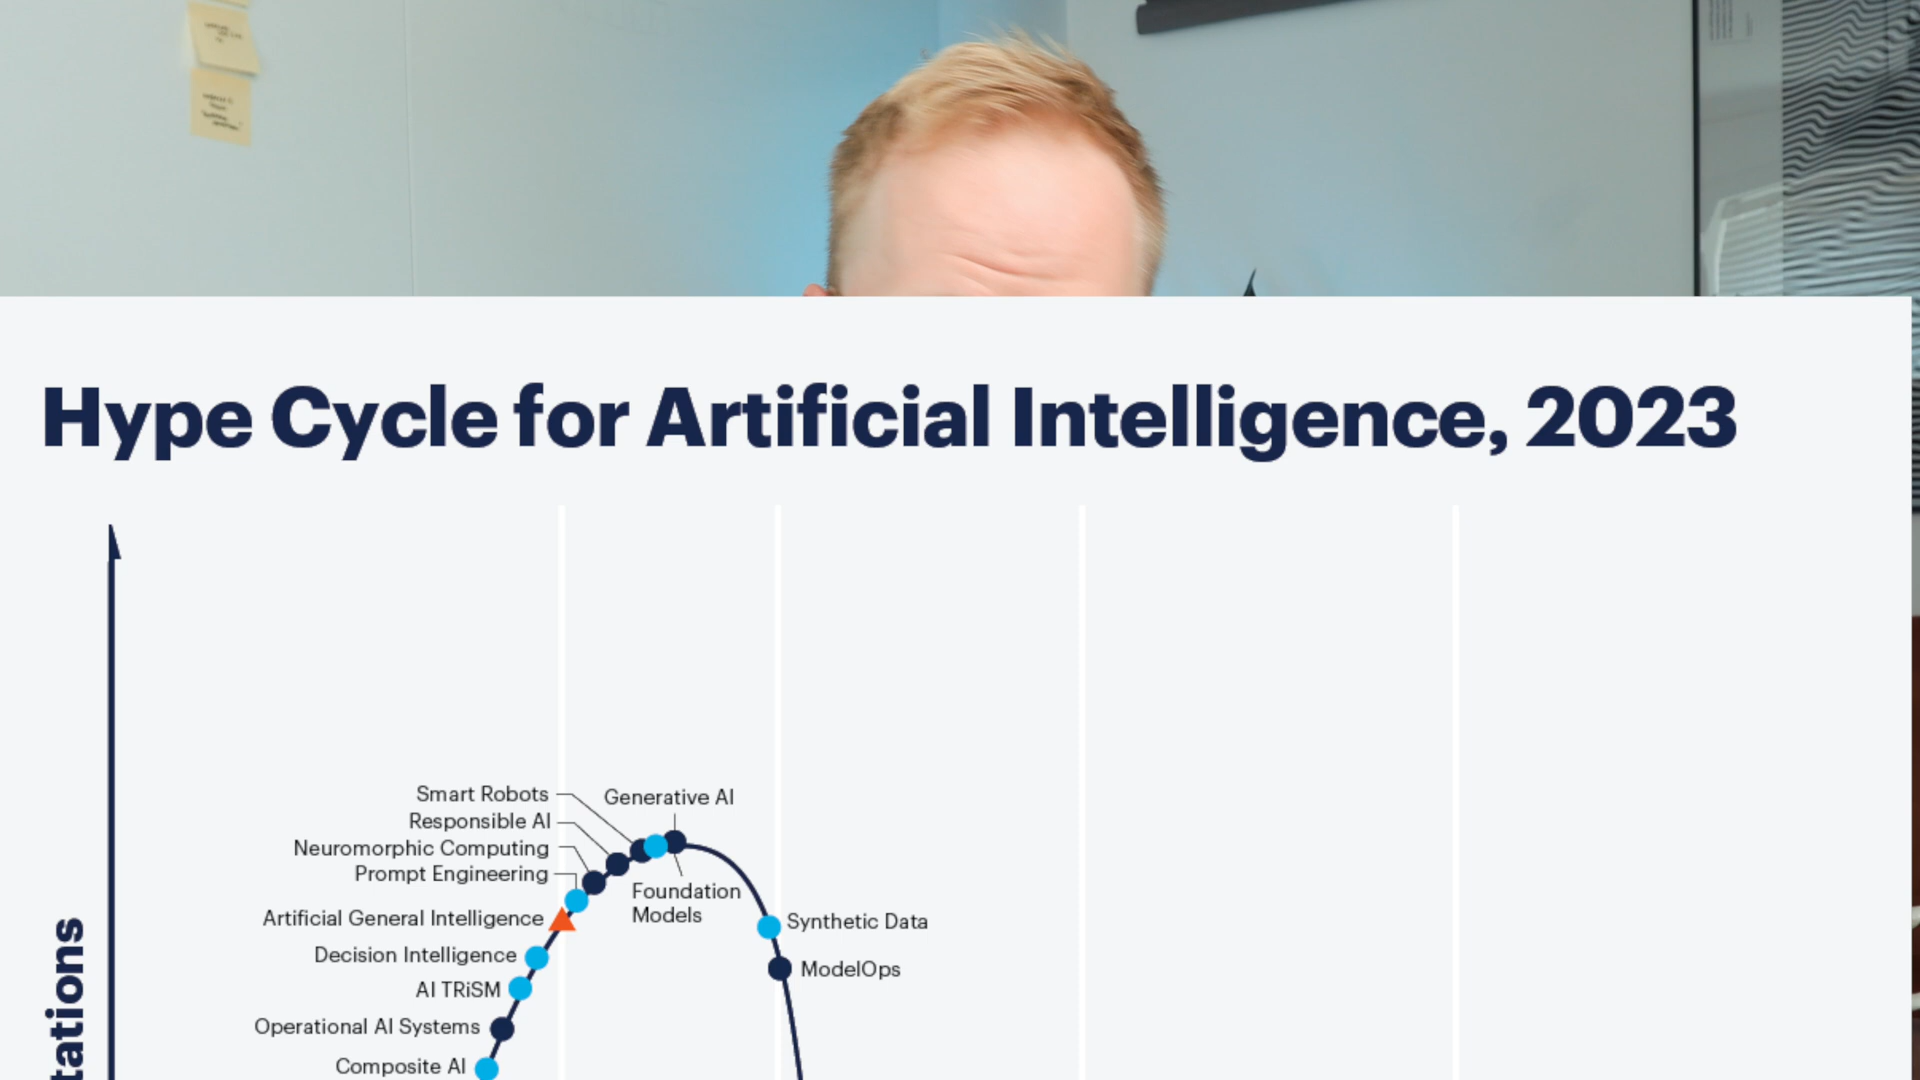 Hype Cycle for Artificial Intelligence, 2023
Smart Robots
Generative AI
Responsible AI
Neuromorphic Computing
Prompt Engineering
Foundation
Models
Artificial General Intelligence
Synthetic Data
Decision Intelligence
ModelOps
AI TRiSM
Operational AI Systems
Composite AI
tations